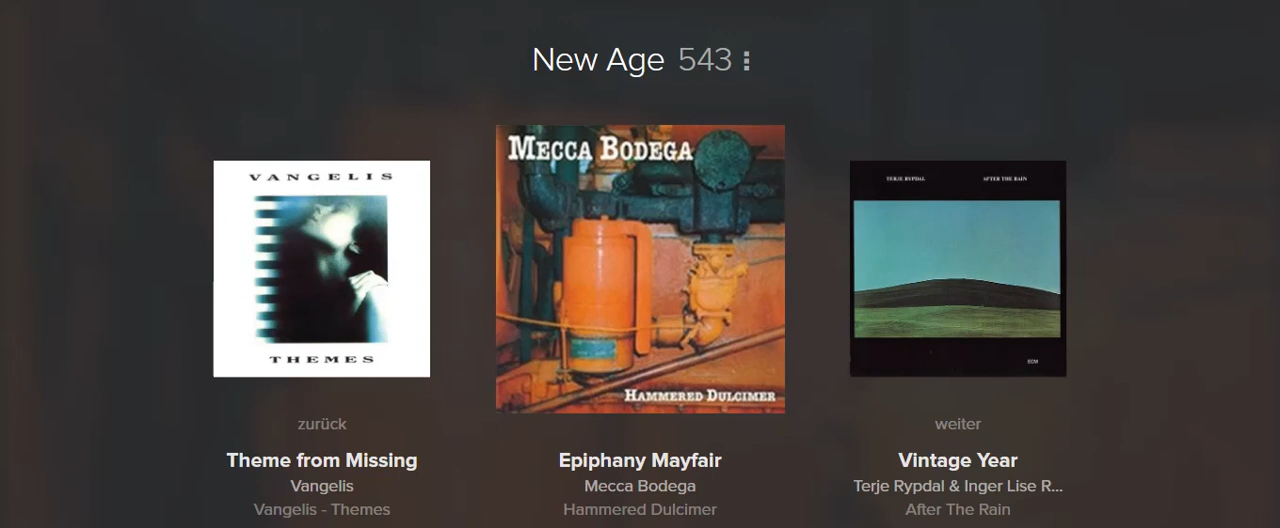 New Age 543
VANGELIS
THEMES
MECCA BODEGA
HAMMERED DULCIMER
TERJE RYPDAL AFTER THE RAIN
ECM
zurück
Theme from Missing
Vangelis
Vangelis - Themes
Epiphany Mayfair
Mecca Bodega
Hammered Dulcimer
weiter
Vintage Year
Terje Rypdal & Inger Lise R...
After The Rain